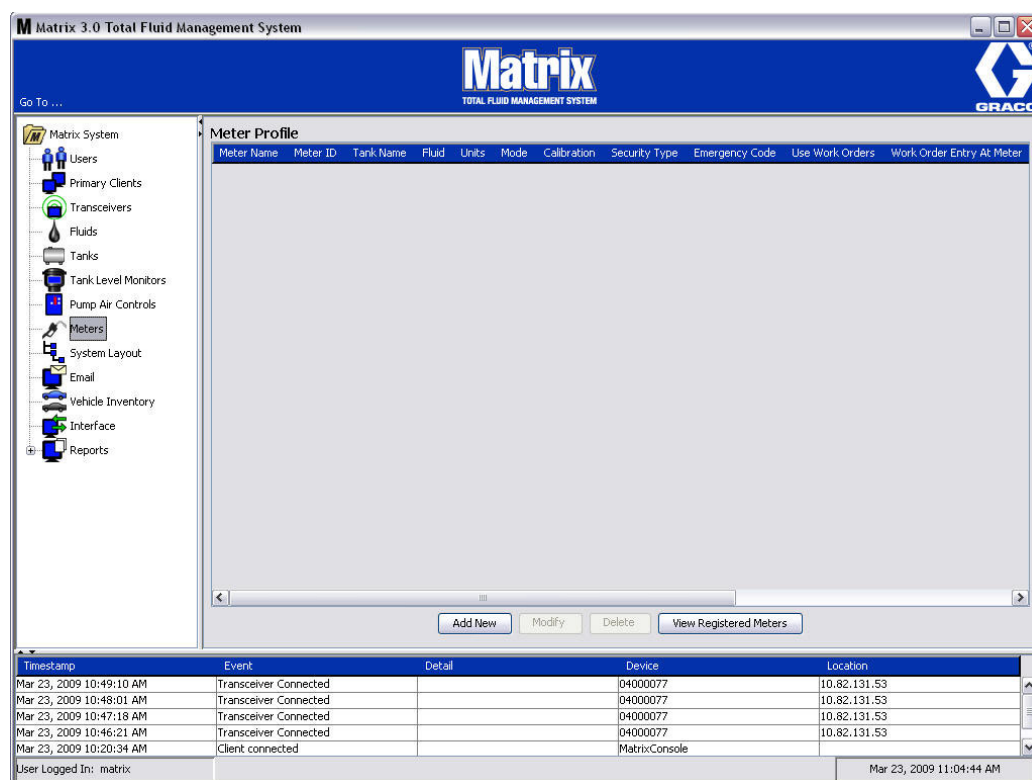 M Matrix 3.0 Total Fluid Management System
Matrix
TOTAL FLUID MANAGEMENT SYSTEM
GRACO
Go To ...
Matrix System
Users
Primary Clients
Transceivers
Fluids
Tanks
Tank Level Monitors
Pump Air Controls
Meters
System Layout
Email
Vehicle Inventory
Interface
Reports
Meter Profile
Meter Name Meter ID Tank Name Fluid Units Mode Calibration Security Type Emergency Code Use Work Orders Work Order Entry At Meter
Add New Modify Delete View Registered Meters
Timestamp Event Detail Device Location
Mar 23, 2009 10:49:10 AM Transceiver Connected 04000077 10.82.131.53
Mar 23, 2009 10:48:01 AM Transceiver Connected 04000077 10.82.131.53
Mar 23, 2009 10:47:18 AM Transceiver Connected 04000077 10.82.131.53
Mar 23, 2009 10:46:21 AM Transceiver Connected 04000077 10.82.131.53
Mar 23, 2009 10:20:34 AM Client connected MatrixConsole
User Logged In: matrix Mar 23, 2009 11:04:44 AM